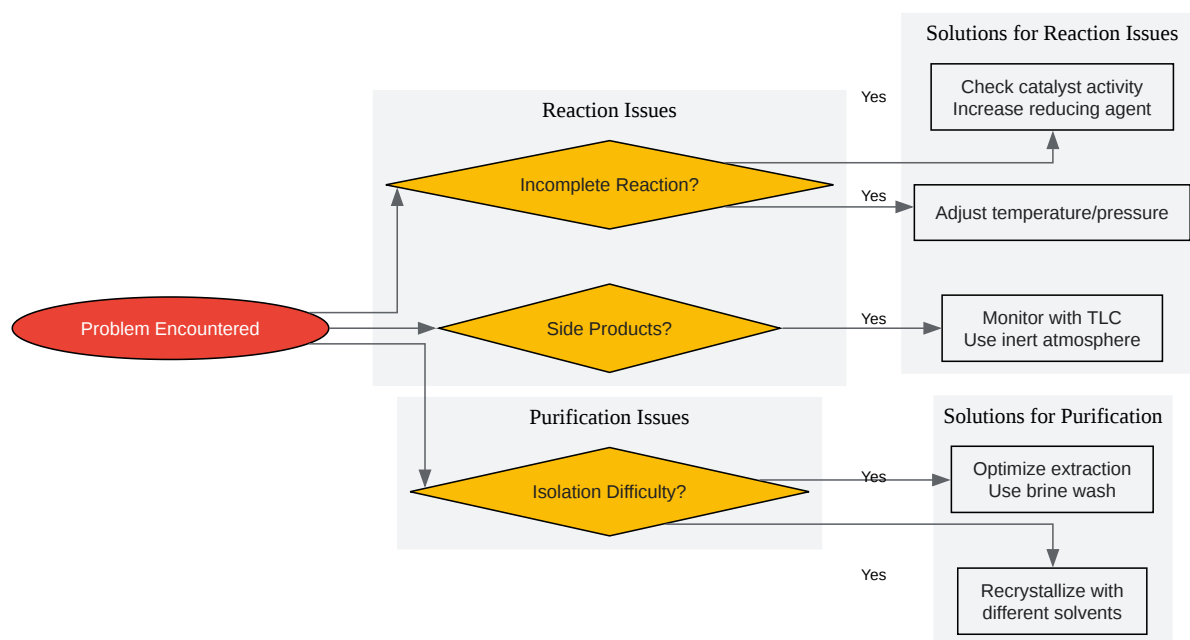 Solutions for Reaction Issues
Yes
Check catalyst activity
Increase reducing agent
Reaction Issues
Incomplete Reaction?
Yes
Adjust temperature/pressure
Problem Encountered
Side Products?
Yes
Monitor with TLC
Use inert atmosphere
Purification Issues
Solutions for Purification
Isolation Difficulty?
Yes
Optimize extraction
Use brine wash
Yes
Recrystallize with
different solvents